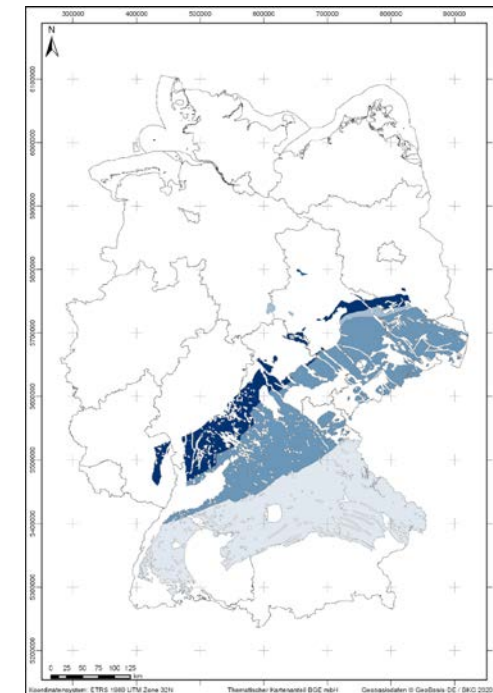 300000 400000 500000 600000 700000 800000 900000
N
6100000
6000000
5900000
5800000
5700000
5600000
5500000
5400000
5300000
5200000
0 25 50 75 100 125
km
Koordinatensystem: ETRS 1989 UTM Zone 32N Thematischer Kartenanteil BGE mbH Geobasisdaten © GeoBasis-DE / BKG 2020